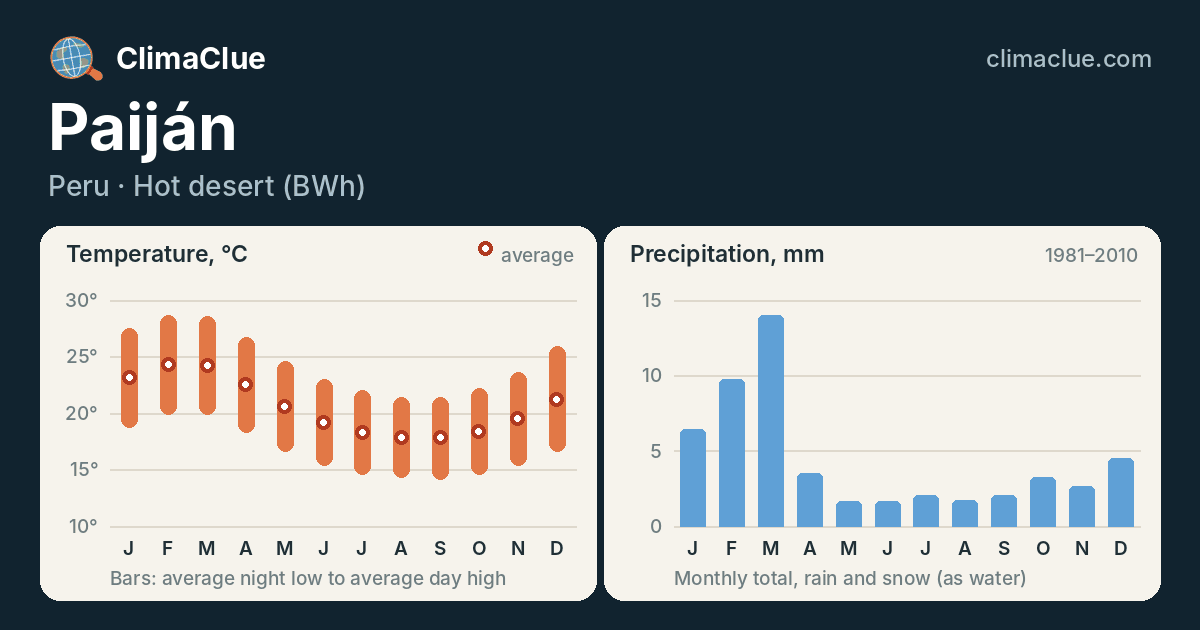 ClimaClue
climaclue.com
Paiján
Peru · Hot desert (BWh)
Temperature, °C
average
30°
25°
20°
15°
10°
J F M A M J J A S O N D
Bars: average night low to average day high
Precipitation, mm
1981–2010
15
10
5
0
J F M A M J J A S O N D
Monthly total, rain and snow (as water)